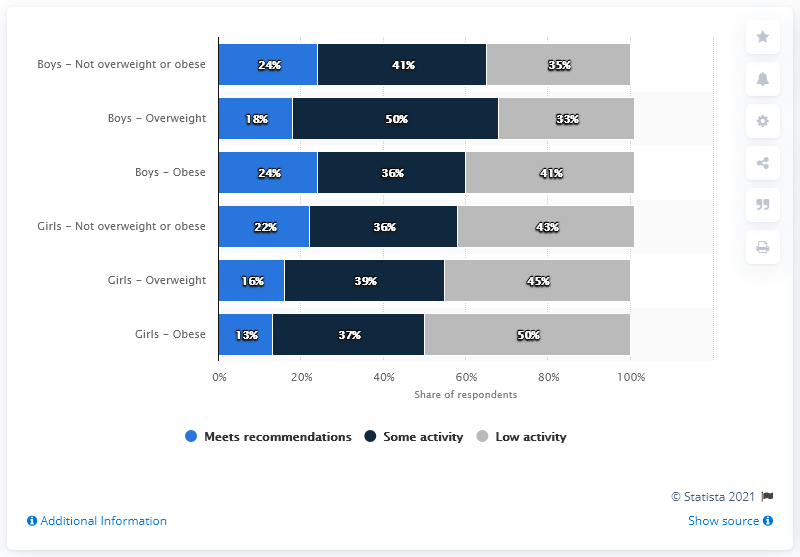 Boys - Not overweight or obese 24% 41% 35%
Boys - Overweight 18% 50% 33%
Boys - Obese 24% 36% 41%
Girls - Not overweight or obese 22% 36% 43%
Girls - Overweight 16% 39% 45%
Girls - Obese 13% 37% 50%
0% 20% 40% 60% 80% 100%
Share of respondents
Meets recommendations Some activity Low activity
© Statista 2021
Additional Information Show source